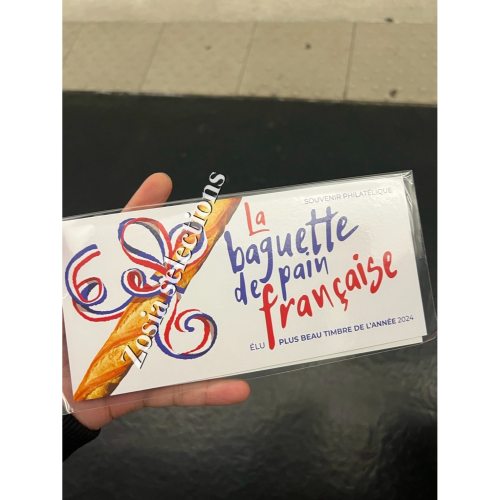 SOUVENIR PHILATÉLIQUE
La
baguette
de pain
française
ÉLU PLUS BEAU TIMBRE DE L'ANNÉE 2024
Zosia selections